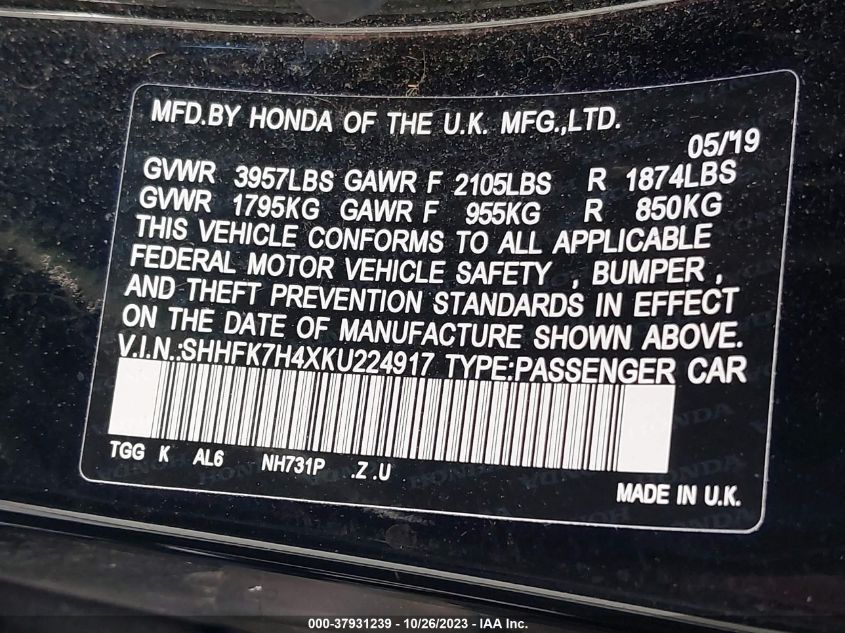 MFD.BY HONDA OF THE U.K. MFG.,LTD.
05/19
GVWR 3957LBS GAWR F 2105LBS R 1874LBS
GVWR 1795KG GAWR F 955KG R 850KG
THIS VEHICLE CONFORMS TO ALL APPLICABLE
FEDERAL MOTOR VEHICLE SAFETY , BUMPER ,
AND THEFT PREVENTION STANDARDS IN EFFECT
ON THE DATE OF MANUFACTURE SHOWN ABOVE.
V.I.N.:SHHFK7H4XKU224917 TYPE:PASSENGER CAR
TGG K AL6 NH731P .Z .U
MADE IN U.K.
000-37931239 - 10/26/2023 - IAA Inc.